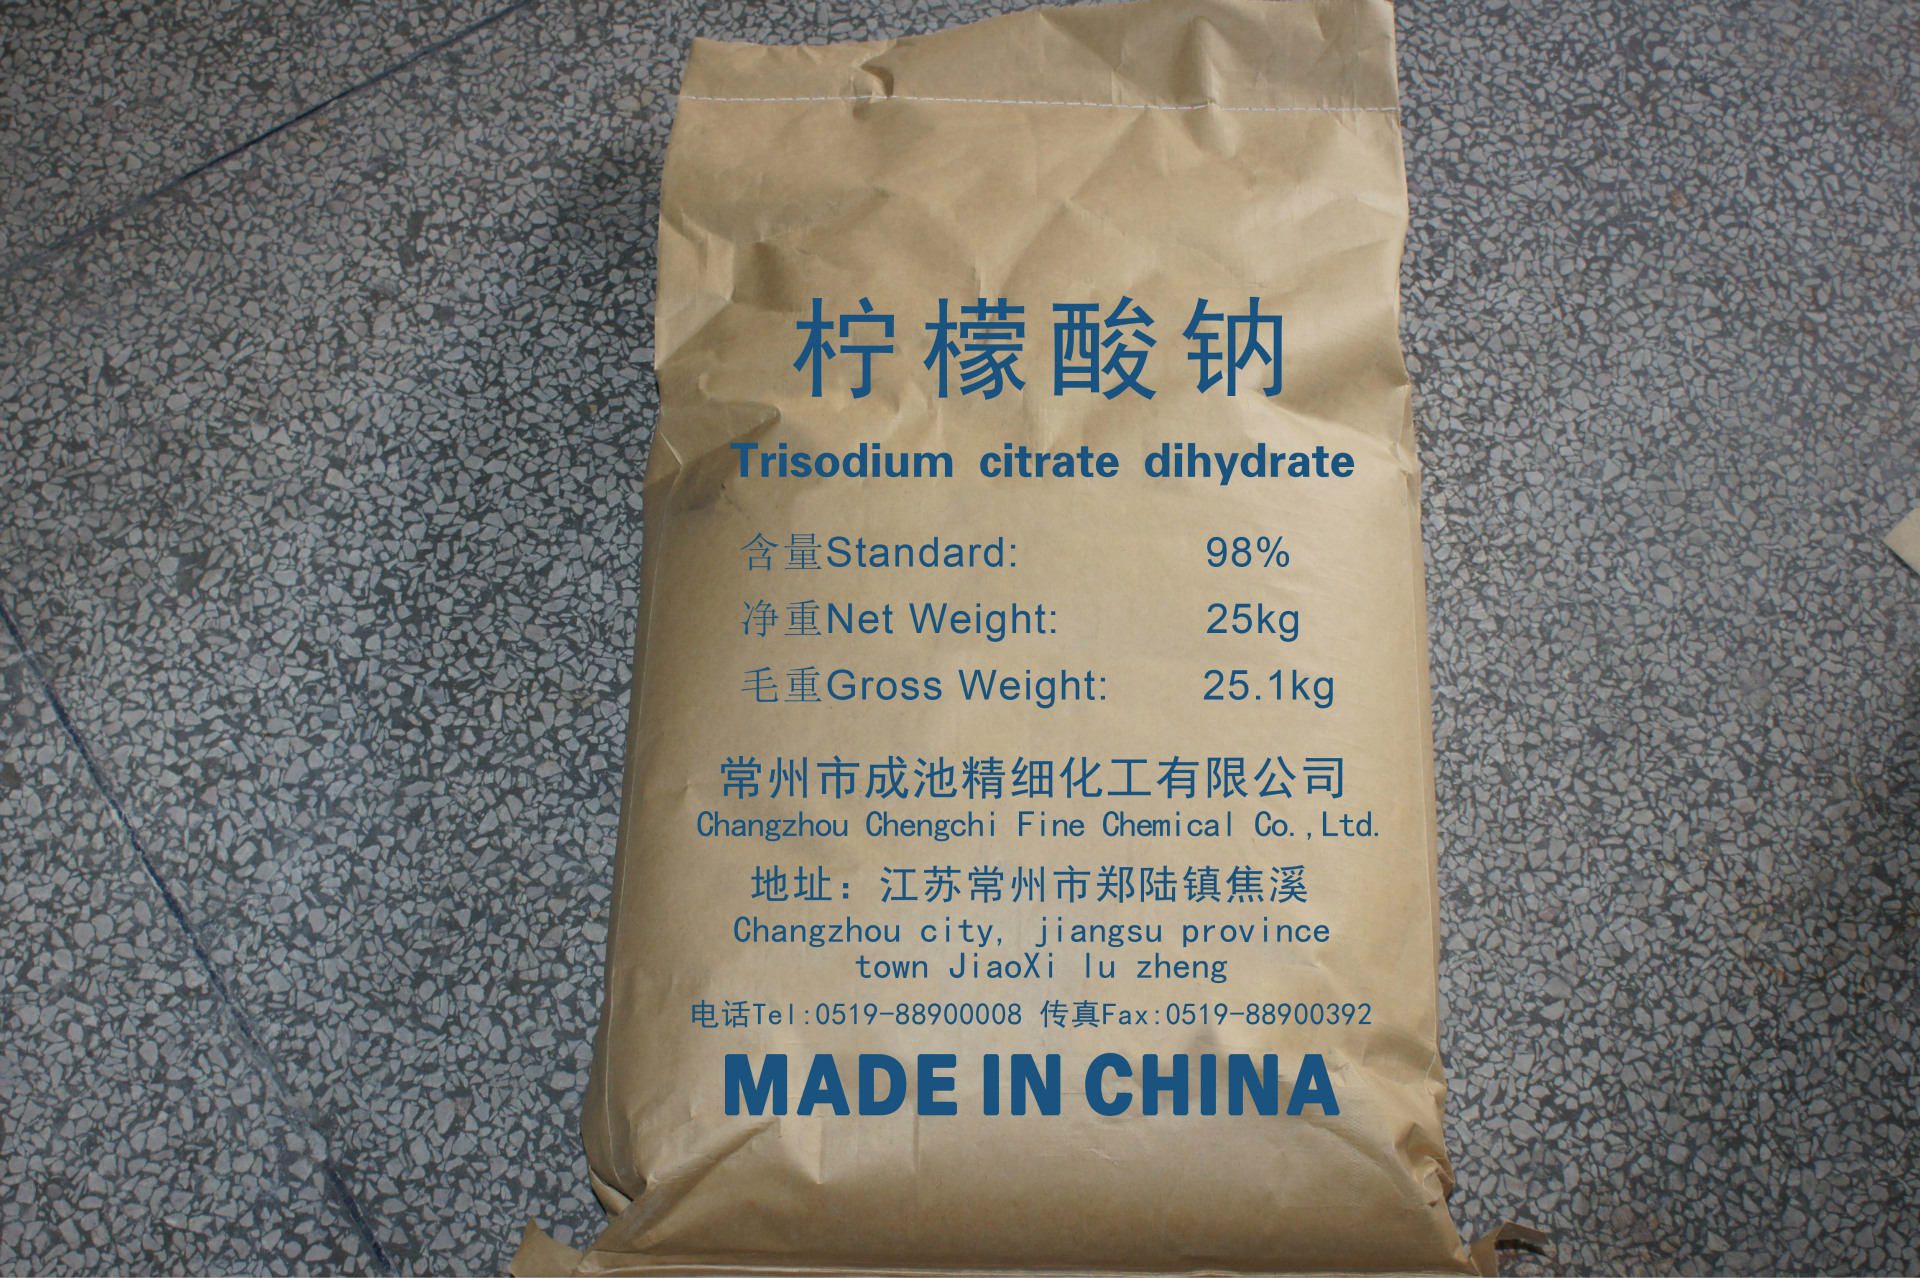 柠檬酸钠
Trisodium citrate dihydrate
含量Standard: 98%
净重Net Weight: 25kg
毛重Gross Weight: 25.1kg
常州市成池精细化工有限公司
Changzhou Chengchi Fine Chemical Co.,Ltd.
地址：江苏常州市郑陆镇焦溪
Changzhou city, jiangsu province
town JiaoXi lu zheng
电话Tel:0519-88900008 传真Fax:0519-88900392
MADE IN CHINA